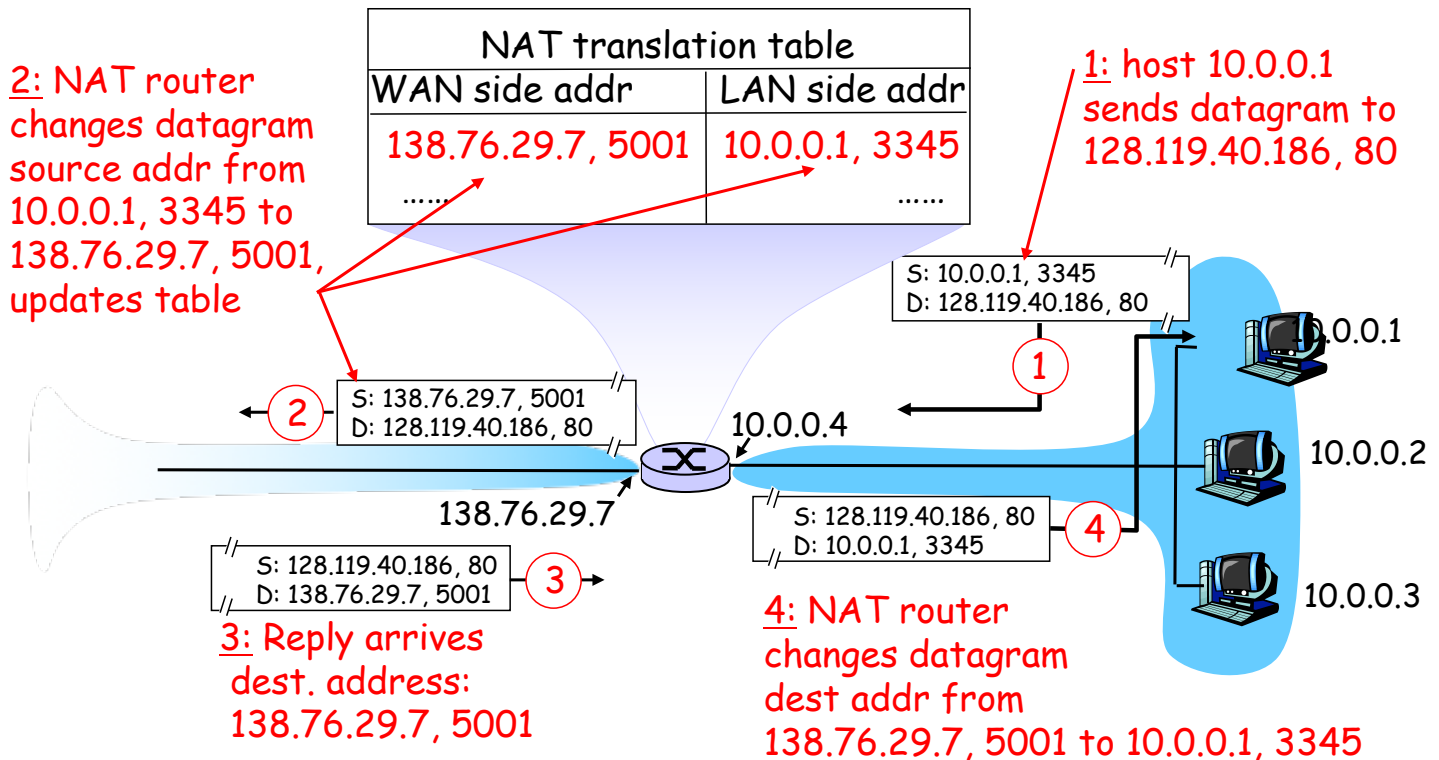 NAT translation table
WAN side addr LAN side addr
138.76.29.7, 5001 10.0.0.1, 3345
...... ......
2: NAT router
changes datagram
source addr from
10.0.0.1, 3345 to
138.76.29.7, 5001,
updates table
1: host 10.0.0.1
sends datagram to
128.119.40.186, 80
S: 10.0.0.1, 3345
D: 128.119.40.186, 80
1
10.0.0.1
2
S: 138.76.29.7, 5001
D: 128.119.40.186, 80
10.0.0.4
10.0.0.2
138.76.29.7
S: 128.119.40.186, 80
D: 10.0.0.1, 3345
4
S: 128.119.40.186, 80
D: 138.76.29.7, 5001
3
10.0.0.3
3: Reply arrives
dest. address:
138.76.29.7, 5001
4: NAT router
changes datagram
dest addr from
138.76.29.7, 5001 to 10.0.0.1, 3345